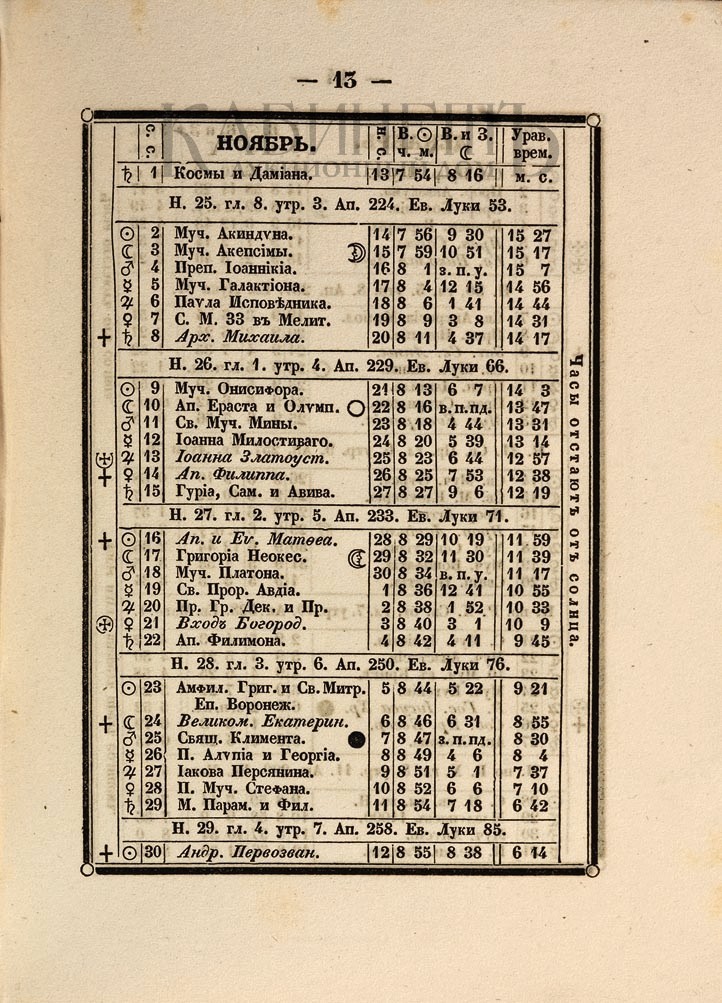 — 13 —
КАБИНЕТЪ
с. с. НОЯБРЬ. н. с. В. ☉ ч. м. В. и З. ☾ Урав. врем.
♄ 1 Космы и Даміана. 13 7 54 8 16 м. с.
Н. 25. гл. 8. утр. 3. Ап. 224. Ев. Луки 53.
☉ 2 Муч. Акиндѵна. 14 7 56 9 30 15 27
☾ 3 Муч. Акепсімы. 15 7 59 10 51 15 17
♂ 4 Преп. Іоаннікіа. 16 8 1 з. п. у. 15 7
☿ 5 Муч. Галактіона. 17 8 4 12 15 14 56
♃ 6 Паѵла Исповѣдника. 18 8 6 1 41 14 44
♀ 7 С. М. 33 въ Мелит. 19 8 9 3 8 14 31
+ ♄ 8 Арх. Михаила. 20 8 11 4 37 14 17
Н. 26. гл. 1. утр. 4. Ап. 229. Ев. Луки 66.
☉ 9 Муч. Онисифора. 21 8 13 6 7 14 3
☾ 10 Ап. Ераста и Олѵмп. 22 8 16 в. п. пд. 13 47
♂ 11 Св. Муч. Мины. 23 8 18 4 44 13 31
☿ 12 Іоанна Милостиваго. 24 8 20 5 39 13 14
♃ 13 Іоанна Златоуст. 25 8 23 6 44 12 57
+ ♀ 14 Ап. Филиппа. 26 8 25 7 53 12 38
♄ 15 Гуріа, Сам. и Авива. 27 8 27 9 6 12 19
Н. 27. гл. 2. утр. 5. Ап. 233. Ев. Луки 71.
+ ☉ 16 Ап. и Еѵ. Матѳеа. 28 8 29 10 19 11 59
☾ 17 Григоріа Неокес. 29 8 32 11 30 11 39
♂ 18 Муч. Платона. 30 8 34 в. п. у. 11 17
☿ 19 Св. Прор. Авдіа. 1 8 36 12 41 10 55
♃ 20 Пр. Гр. Дек. и Пр. 2 8 38 1 52 10 33
♀ 21 Входъ Богород. 3 8 40 3 1 10 9
♄ 22 Ап. Филимона. 4 8 42 4 11 9 45
Н. 28. гл. 3. утр. 6. Ап. 250. Ев. Луки 76.
☉ 23 Амфил. Григ. и Св. Митр. 5 8 44 5 22 9 21
Еп. Воронеж.
+ ☾ 24 Великом. Екатерин. 6 8 46 6 31 8 55
♂ 25 Свящ. Климента. 7 8 47 з. п. пд. 8 30
☿ 26 П. Алѵпіа и Георгіа. 8 8 49 4 6 8 4
♃ 27 Іакова Персянина. 9 8 51 5 1 7 37
♀ 28 П. Муч. Стефана. 10 8 52 6 6 7 10
♄ 29 М. Парам. и Фил. 11 8 54 7 18 6 42
Н. 29. гл. 4. утр. 7. Ап. 258. Ев. Луки 85.
+ ☉ 30 Андр. Первозван. 12 8 55 8 38 6 14
Часы отстаютъ отъ солнца.